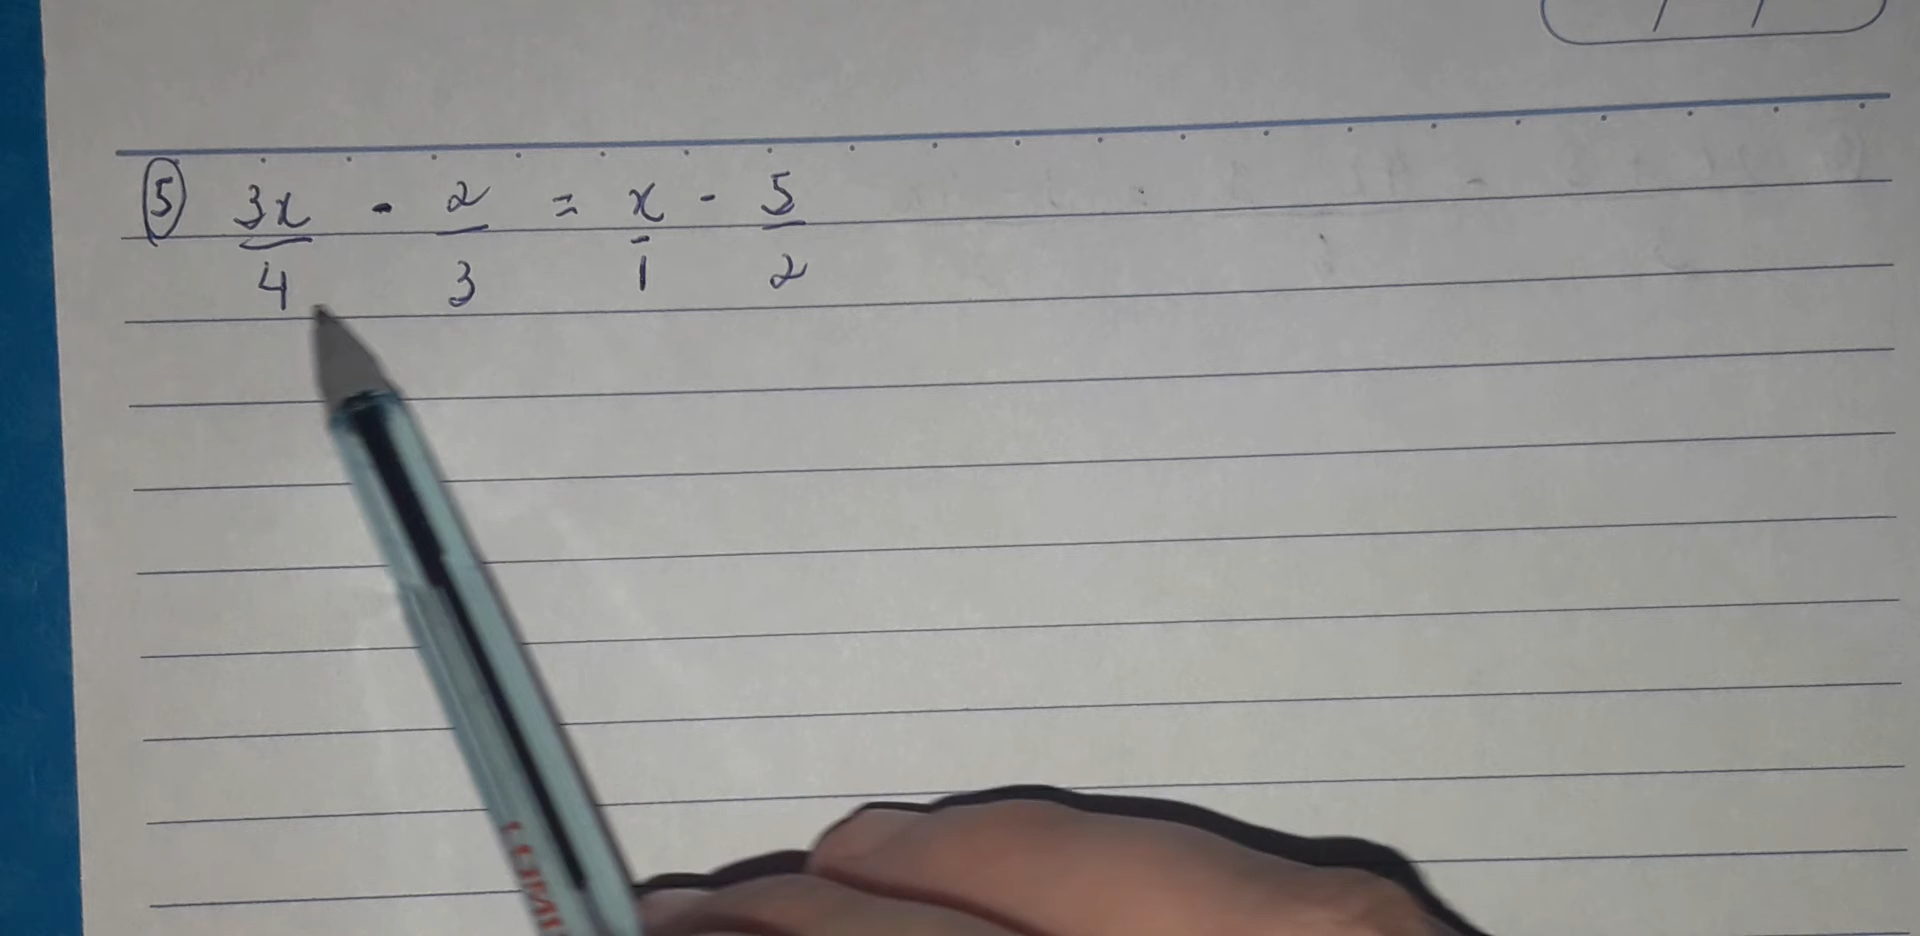 ⑤ 3x/4 - 2/3 = x/1 - 5/2